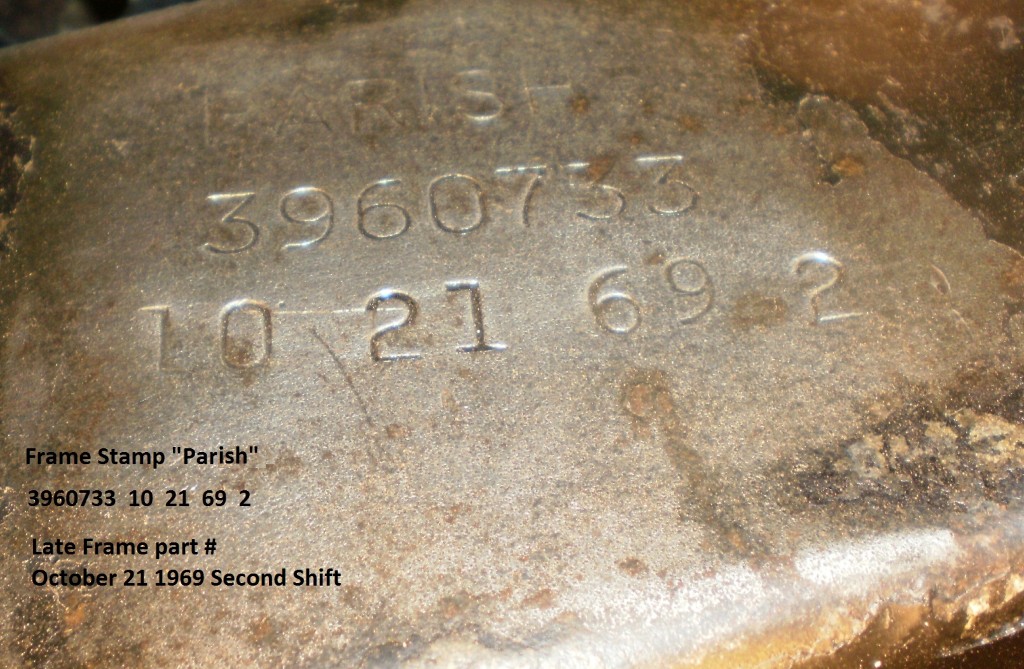 PARISH
3960733
10 21 69 2
Frame Stamp "Parish"
3960733 10 21 69 2
Late Frame part #
October 21 1969 Second Shift